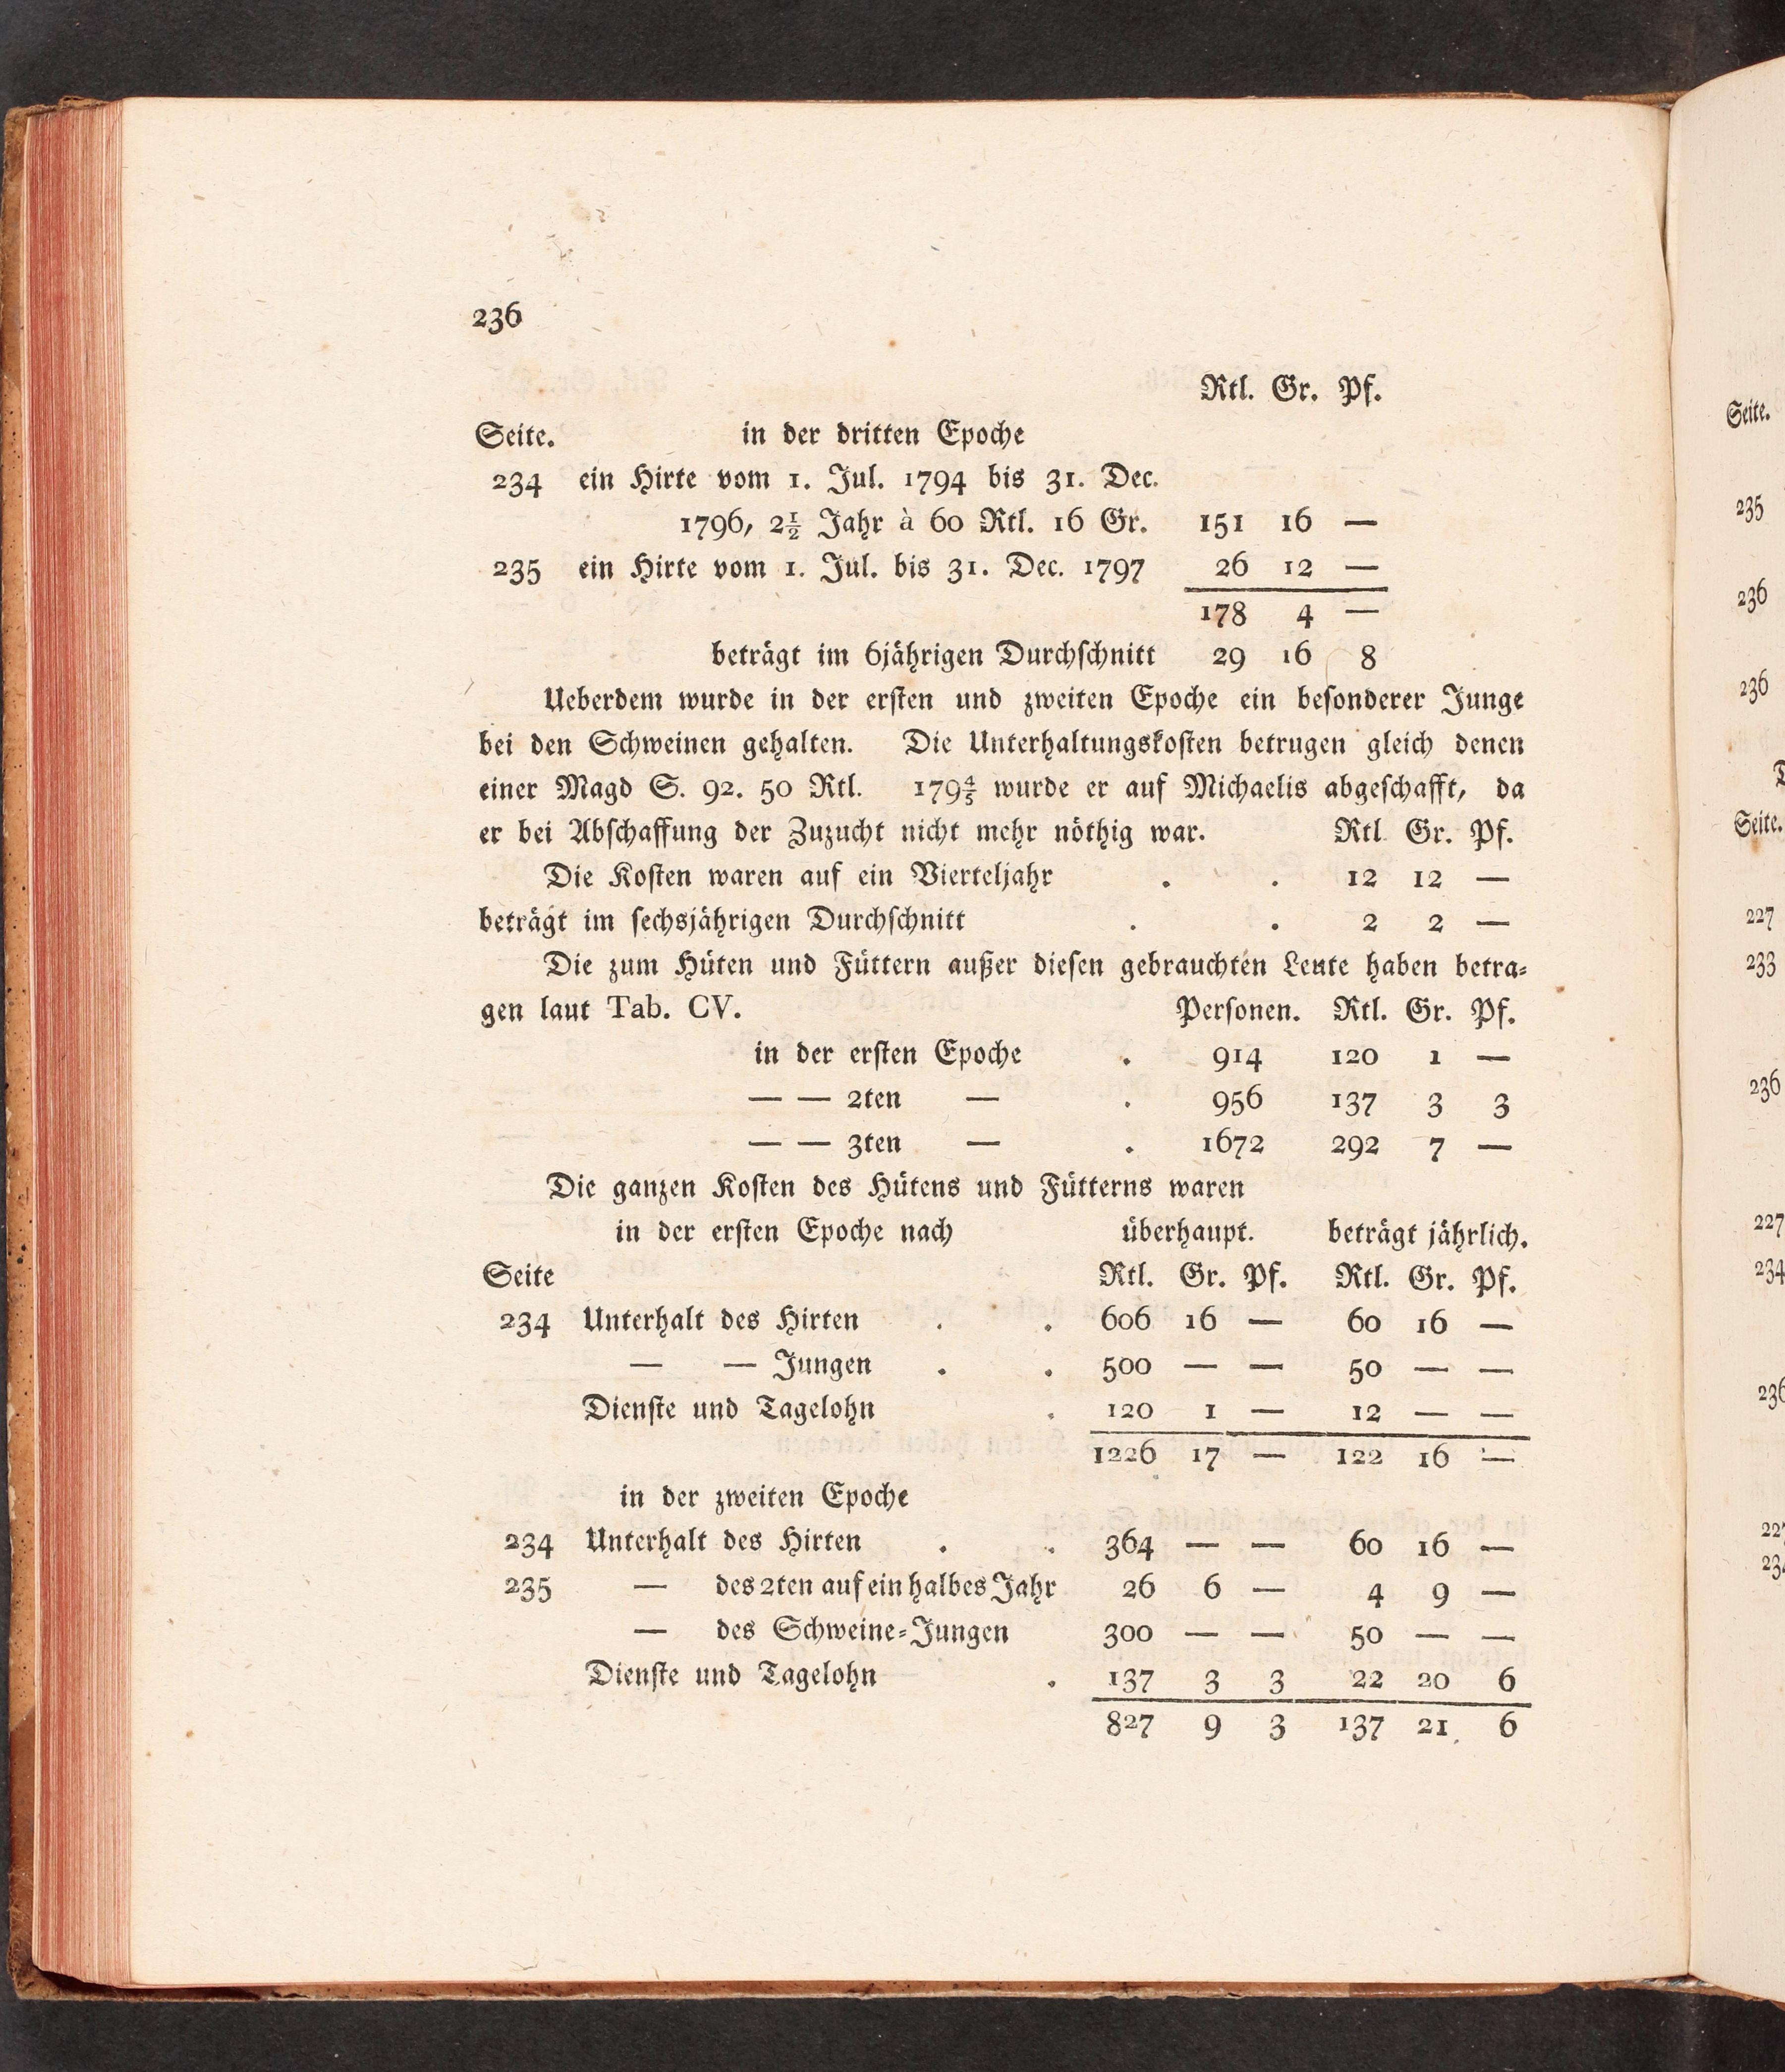 236
Rtl. Gr. Pf.
Seite. in der dritten Epoche
234 ein Hirte vom 1. Jul. 1794 bis 31. Dec.
1796, 2½ Jahr à 60 Rtl. 16 Gr. 151 16 —
235 ein Hirte vom 1. Jul. bis 31. Dec. 1797 26 12 —
178 4 —
beträgt im 6jährigen Durchschnitt 29 16 8
Ueberdem wurde in der ersten und zweiten Epoche ein besonderer Junge
bei den Schweinen gehalten. Die Unterhaltungskosten betrugen gleich denen
einer Magd S. 92. 50 Rtl. 179⅘ wurde er auf Michaelis abgeschafft, da
er bei Abschaffung der Zuzucht nicht mehr nöthig war. Rtl Gr. Pf.
Die Kosten waren auf ein Vierteljahr . . 12 12 —
beträgt im sechsjährigen Durchschnitt . . 2 2 —
Die zum Hüten und Füttern außer diesen gebrauchten Leute haben betra-
gen laut Tab. CV. Personen. Rtl. Gr. Pf.
in der ersten Epoche . 914 120 1 —
— — 2ten — . 956 137 3 3
— — 3ten — . 1672 292 7 —
Die ganzen Kosten des Hütens und Fütterns waren
in der ersten Epoche nach überhaupt. beträgt jährlich.
Seite Rtl. Gr. Pf. Rtl. Gr. Pf.
234 Unterhalt des Hirten . . 606 16 — 60 16 —
— — Jungen . . 500 — — 50 — —
Dienste und Tagelohn . 120 1 — 12 — —
1226 17 — 122 16 —
in der zweiten Epoche
234 Unterhalt des Hirten . . 364 — — 60 16 —
235 — des 2ten auf ein halbes Jahr 26 6 — 4 9 —
— des Schweine-Jungen 300 — — 50 — —
Dienste und Tagelohn . 137 3 3 22 20 6
827 9 3 137 21 6
Seite.
235
236
236
Seite.
227
233
236
227
234